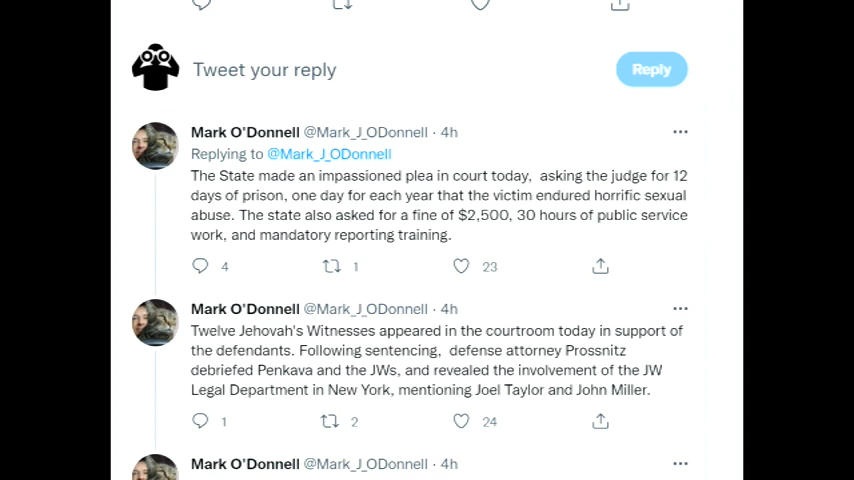 Tweet your reply
Reply
Mark O'Donnell @Mark_J_ODonnell · 4h
Replying to @Mark_J_ODonnell
The State made an impassioned plea in court today, asking the judge for 12
days of prison, one day for each year that the victim endured horrific sexual
abuse. The state also asked for a fine of $2,500, 30 hours of public service
work, and mandatory reporting training.
4 1 23
Mark O'Donnell @Mark_J_ODonnell · 4h
Twelve Jehovah's Witnesses appeared in the courtroom today in support of
the defendants. Following sentencing, defense attorney Prossnitz
debriefed Penkava and the JWs, and revealed the involvement of the JW
Legal Department in New York, mentioning Joel Taylor and John Miller.
1 2 24
Mark O'Donnell @Mark_J_ODonnell · 4h